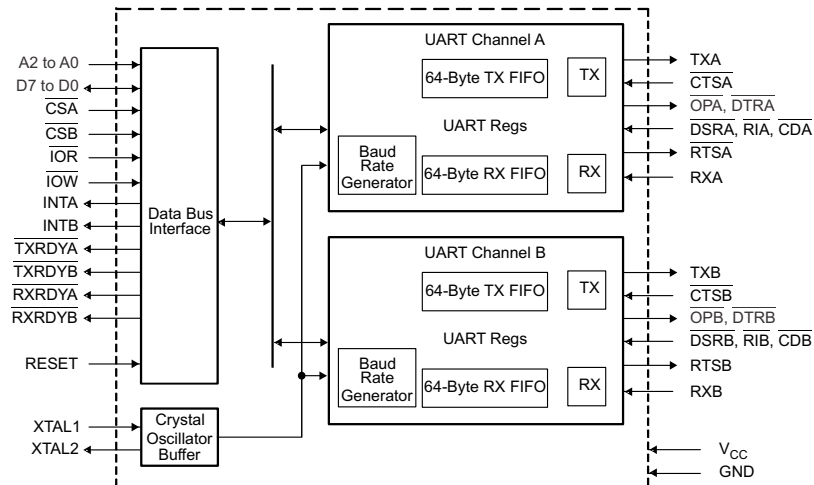 A2 to A0
D7 to D0
CSA
CSB
IOR
IOW
INTA
INTB
TXRDYA
TXRDYB
RXRDYA
RXRDYB
RESET
XTAL1
XTAL2
Data Bus
Interface
Crystal
Oscillator
Buffer
UART Channel A
64-Byte TX FIFO
TX
UART Regs
Baud
Rate
Generator
64-Byte RX FIFO
RX
TXA
CTSA
OPA, DTRA
DSRA, RIA, CDA
RTSA
RXA
UART Channel B
64-Byte TX FIFO
TX
UART Regs
Baud
Rate
Generator
64-Byte RX FIFO
RX
TXB
CTSB
OPB, DTRB
DSRB, RIB, CDB
RTSB
RXB
VCC
GND